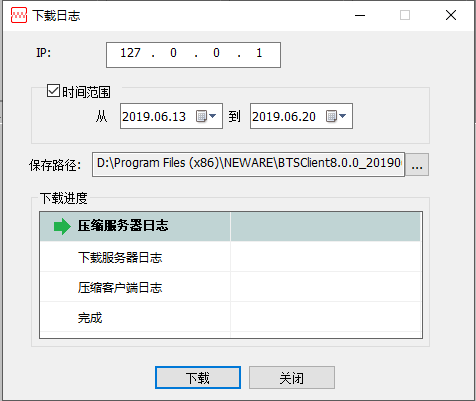 下载日志
IP: 127 . 0 . 0 . 1
时间范围
从 2019.06.13 到 2019.06.20
保存路径: D:\Program Files (x86)\NEWARE\BTSClient8.0.0_20190 ...
下载进度
压缩服务器日志
下载服务器日志
压缩客户端日志
完成
下载 关闭